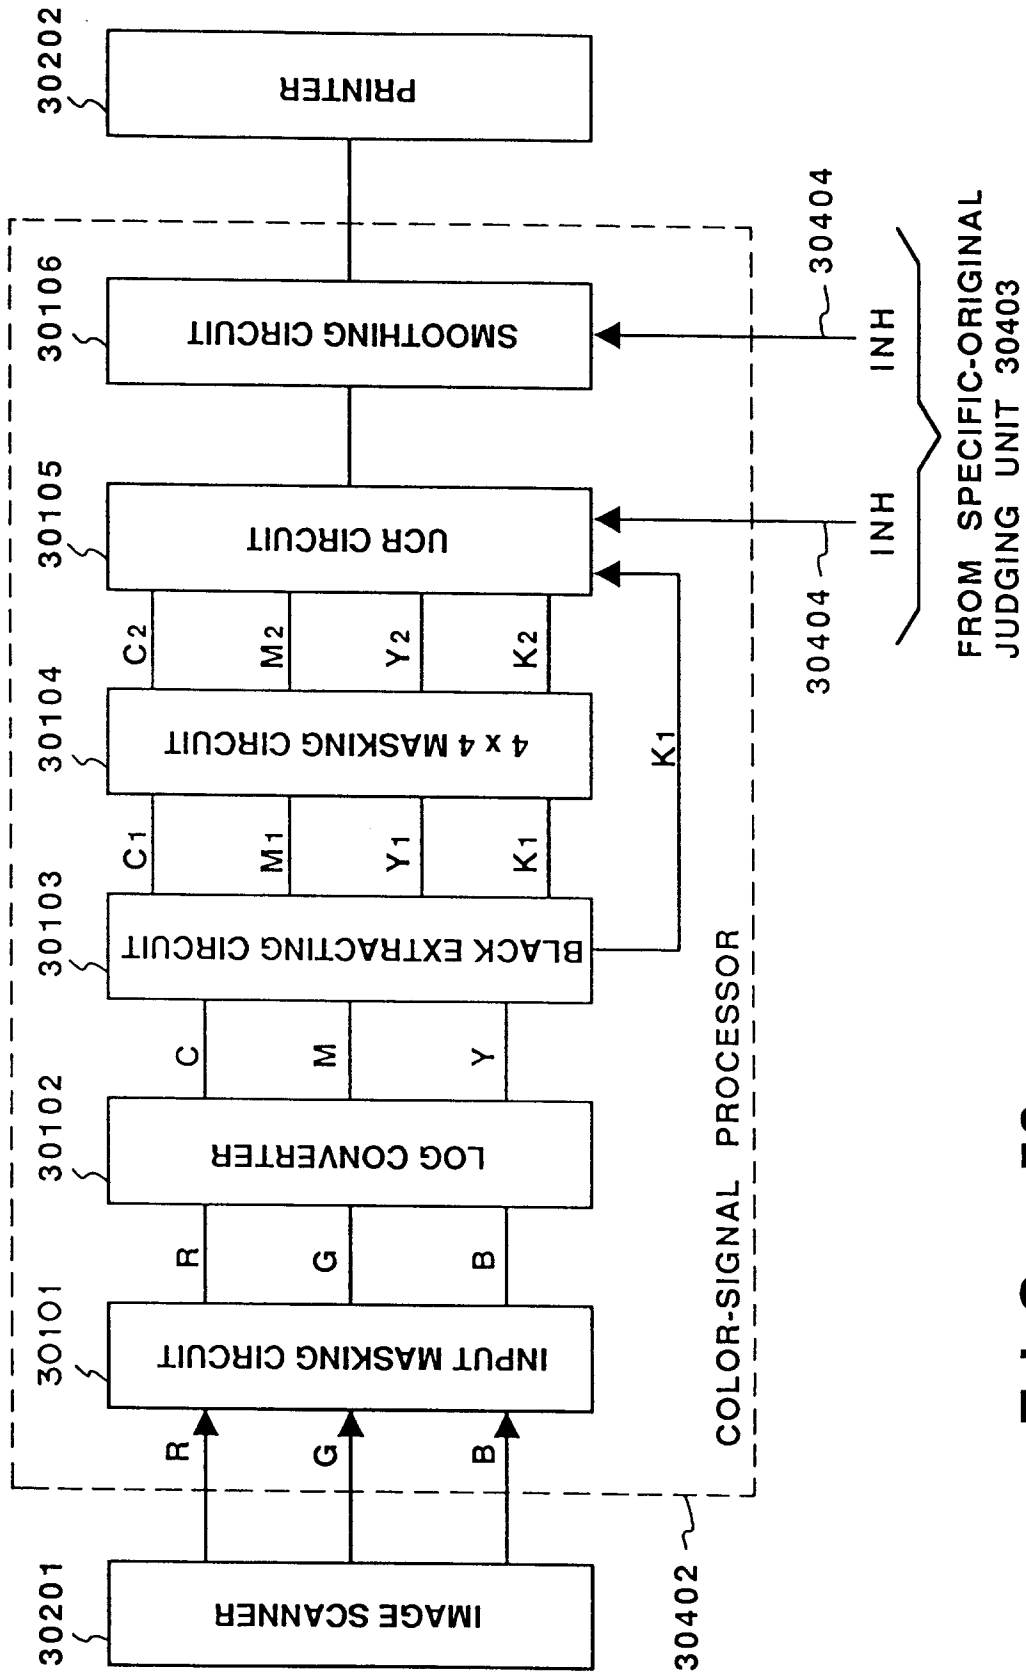 30201
IMAGE SCANNER
R
G
B
30402
COLOR-SIGNAL PROCESSOR
30101
INPUT MASKING CIRCUIT
R
G
B
30102
LOG CONVERTER
C
M
Y
30103
BLACK EXTRACTING CIRCUIT
C1
M1
Y1
K1
K1
30104
4 x 4 MASKING CIRCUIT
C2
M2
Y2
K2
30105
UCR CIRCUIT
30106
SMOOTHING CIRCUIT
30202
PRINTER
30404
INH
30404
INH
FROM SPECIFIC-ORIGINAL
JUDGING UNIT 30403